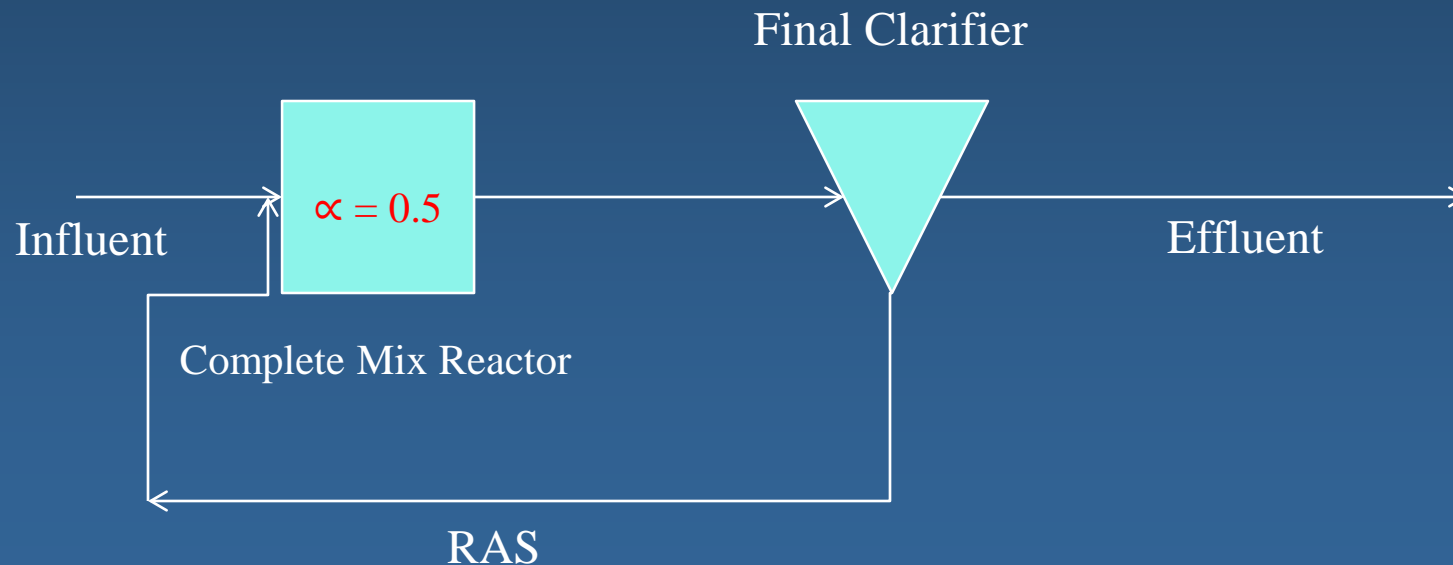 Final Clarifier
∝ = 0.5
Influent
Effluent
Complete Mix Reactor
RAS